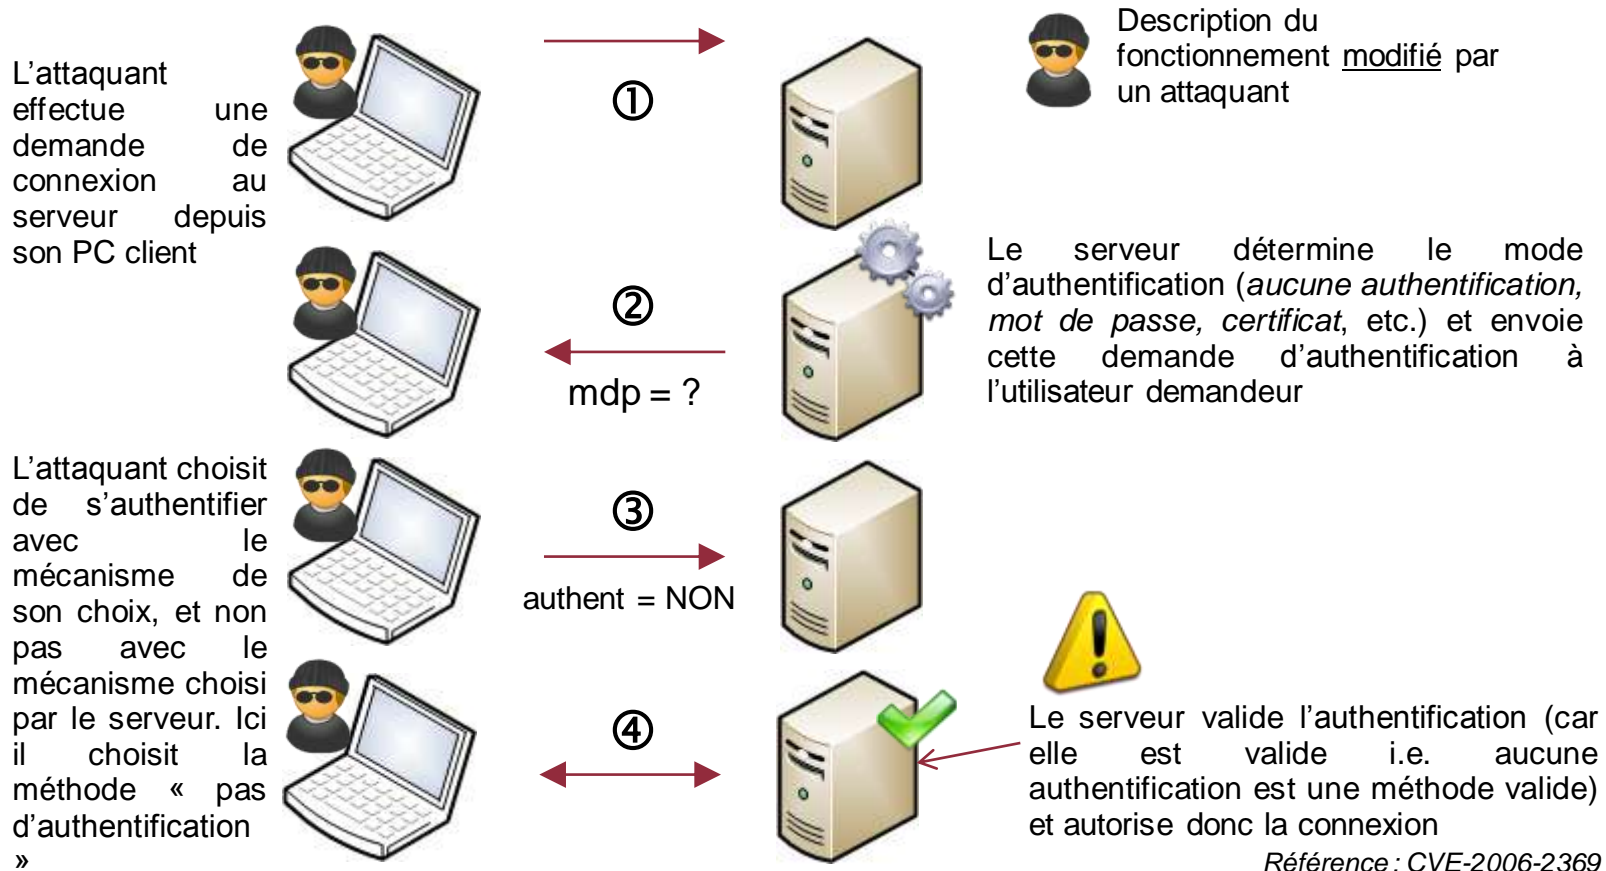 L'attaquant
effectue une
demande de
connexion au
serveur depuis
son PC client
①
Description du
fonctionnement modifié par
un attaquant
②
mdp = ?
Le serveur détermine le mode
d'authentification (aucune authentification,
mot de passe, certificat, etc.) et envoie
cette demande d'authentification à
l'utilisateur demandeur
L'attaquant choisit
de s'authentifier
avec le
mécanisme de
son choix, et non
pas avec le
mécanisme choisi
par le serveur. Ici
il choisit la
méthode « pas
d'authentification
»
③
authent = NON
④
Le serveur valide l'authentification (car
elle est valide i.e. aucune
authentification est une méthode valide)
et autorise donc la connexion
Référence : CVE-2006-2369